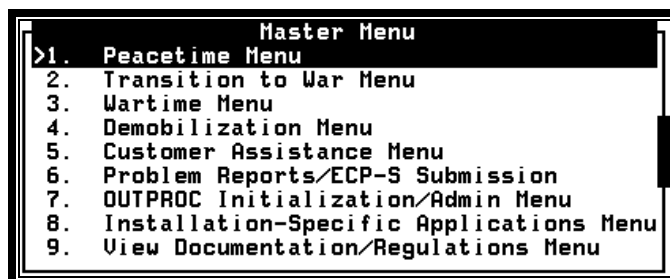 Master Menu
>1. Peacetime Menu
2. Transition to War Menu
3. Wartime Menu
4. Demobilization Menu
5. Customer Assistance Menu
6. Problem Reports/ECP-S Submission
7. OUTPROC Initialization/Admin Menu
8. Installation-Specific Applications Menu
9. View Documentation/Regulations Menu